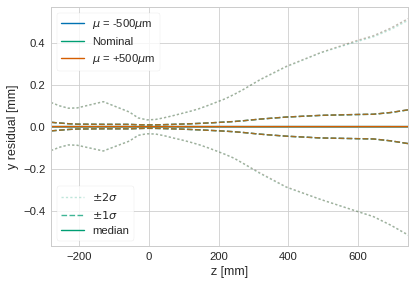 μ = -500μm
Nominal
μ = +500μm
0.4
0.2
0.0
−0.2
−0.4
y residual [mm]
±2σ
±1σ
median
−200
0
200
400
600
z [mm]